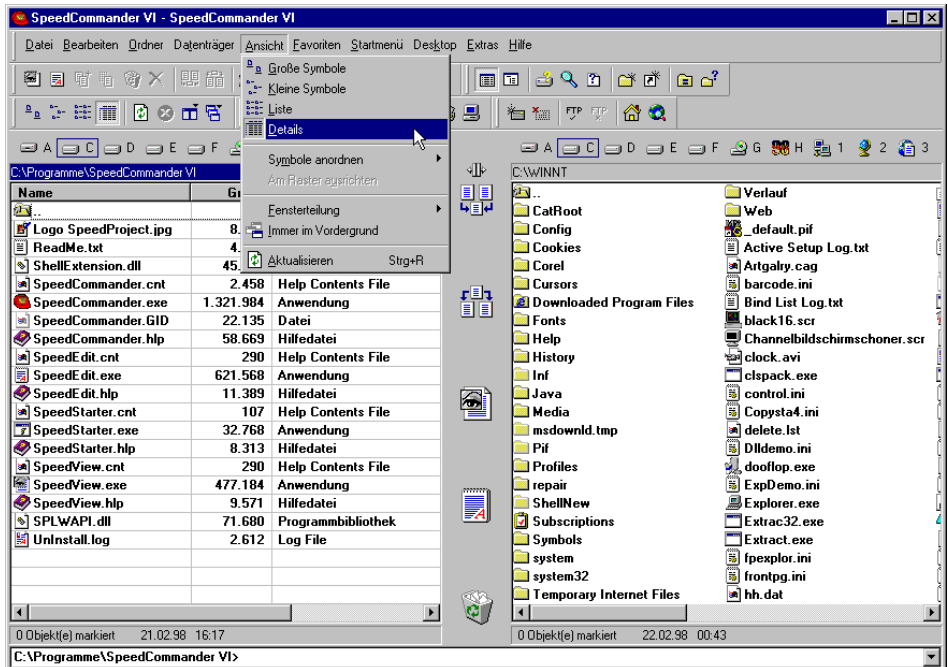 SpeedCommander VI - SpeedCommander VI
Datei Bearbeiten Ordner Datenträger Ansicht Favoriten Startmenü Desktop Extras Hilfe
Große Symbole
Kleine Symbole
Liste
Details
Symbole anordnen
Am Raster ausrichten
Fensterteilung
Immer im Vordergrund
Aktualisieren Strg+R
FTP FTP
A C D E F
A C D E F G H 1 2 3
C:\Programme\SpeedCommander VI
Name Gr
..
Logo SpeedProject.jpg 8.
ReadMe.txt 4.
ShellExtension.dll 45.
SpeedCommander.cnt 2.458 Help Contents File
SpeedCommander.exe 1.321.984 Anwendung
SpeedCommander.GID 22.135 Datei
SpeedCommander.hlp 58.669 Hilfedatei
SpeedEdit.cnt 290 Help Contents File
SpeedEdit.exe 621.568 Anwendung
SpeedEdit.hlp 11.389 Hilfedatei
SpeedStarter.cnt 107 Help Contents File
SpeedStarter.exe 32.768 Anwendung
SpeedStarter.hlp 8.313 Hilfedatei
SpeedView.cnt 290 Help Contents File
SpeedView.exe 477.184 Anwendung
SpeedView.hlp 9.571 Hilfedatei
SPLWAPI.dll 71.680 Programmbibliothek
UnInstall.log 2.612 Log File
0 Objekt(e) markiert 21.02.98 16:17
C:\WINNT
..
CatRoot
Config
Cookies
Corel
Cursors
Downloaded Program Files
Fonts
Help
History
Inf
Java
Media
msdownld.tmp
Pif
Profiles
repair
ShellNew
Subscriptions
Symbols
system
system32
Temporary Internet Files
Verlauf
Web
_default.pif
Active Setup Log.txt
Artgalry.cag
barcode.ini
Bind List Log.txt
black16.scr
Channelbildschirmschoner.scr
clock.avi
clspack.exe
control.ini
Copysta4.ini
delete.lst
DIldemo.ini
dooflop.exe
ExpDemo.ini
Explorer.exe
Extrac32.exe
Extract.exe
fpexplor.ini
frontpg.ini
hh.dat
0 Objekt(e) markiert 22.02.98 00:43
C:\Programme\SpeedCommander VI>